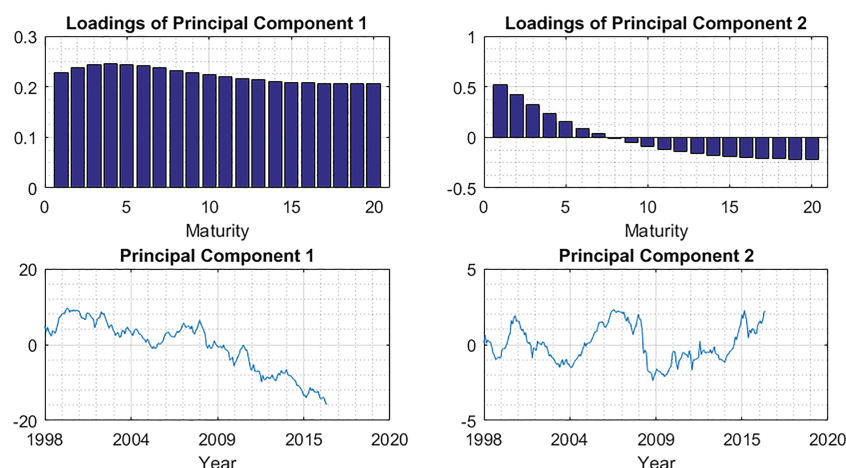 Loadings of Principal Component 1
0.3
0.2
0.1
0
0 5 10 15 20
Maturity
Loadings of Principal Component 2
1
0.5
0
-0.5
0 5 10 15 20
Maturity
Principal Component 1
20
0
-20
1998 2004 2009 2015 2020
Year
Principal Component 2
5
0
-5
1998 2004 2009 2015 2020
Year